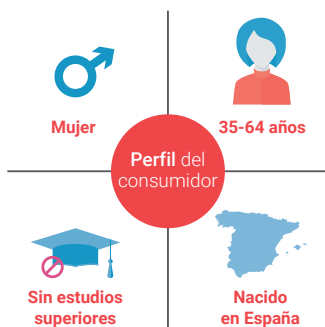 Mujer
35-64 años
Perfil del
consumidor
Sin estudios
superiores
Nacido
en España